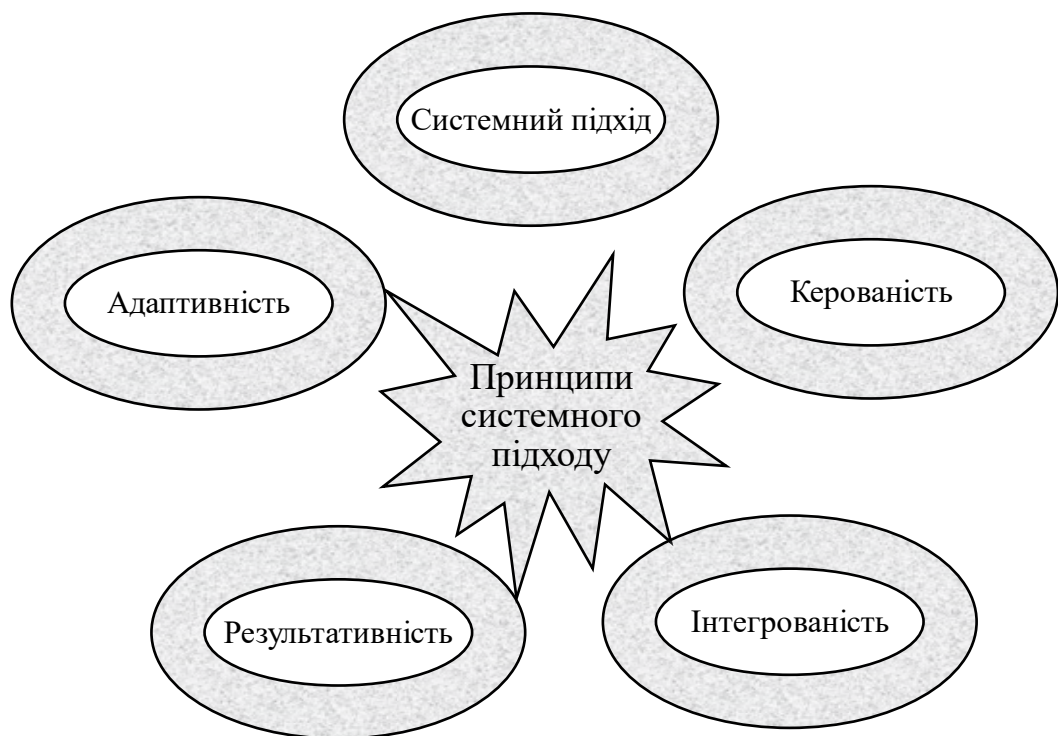 Системний підхід
Адаптивність
Керованість
Принципи
системного
підходу
Результативність
Інтегрованість